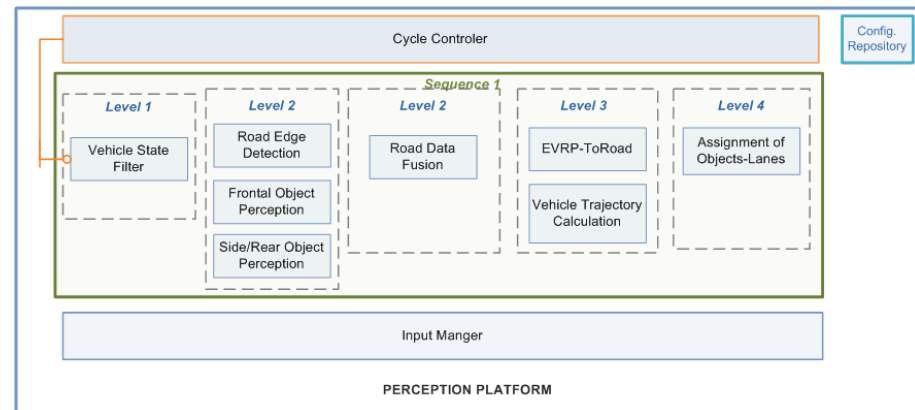 Cycle Controler
Config.
Repository
Sequence 1
Level 1
Vehicle State
Filter
Level 2
Road Edge
Detection
Frontal Object
Perception
Side/Rear Object
Perception
Level 2
Road Data
Fusion
Level 3
EVRP-ToRoad
Vehicle Trajectory
Calculation
Level 4
Assignment of
Objects-Lanes
Input Manger
PERCEPTION PLATFORM